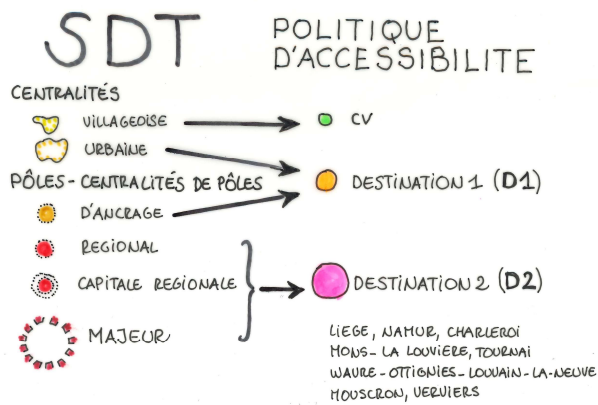 SDT
POLITIQUE
D'ACCESSIBILITE
CENTRALITÉS
VILLAGEOISE
CV
URBAINE
PÔLES - CENTRALITÉS DE PÔLES
DESTINATION 1 (D1)
D'ANCRAGE
REGIONAL
CAPITALE REGIONALE
DESTINATION 2 (D2)
MAJEUR
LIEGE, NAMUR, CHARLEROI
MONS - LA LOUVIERE, TOURNAI
WAVRE - OTTIGNIES - LOUVAIN - LA - NEUVE
MOUSCRON, VERVIERS